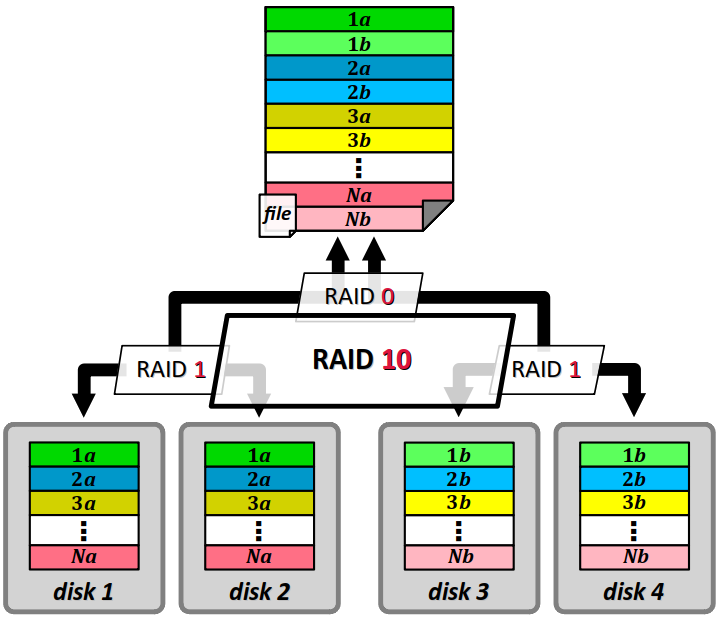 1a
1b
2a
2b
3a
3b
⋮
Na
file
Nb
RAID 0
RAID 10
RAID 1
RAID 1
1a
2a
3a
⋮
Na
disk 1
1a
2a
3a
⋮
Na
disk 2
1b
2b
3b
⋮
Nb
disk 3
1b
2b
3b
⋮
Nb
disk 4